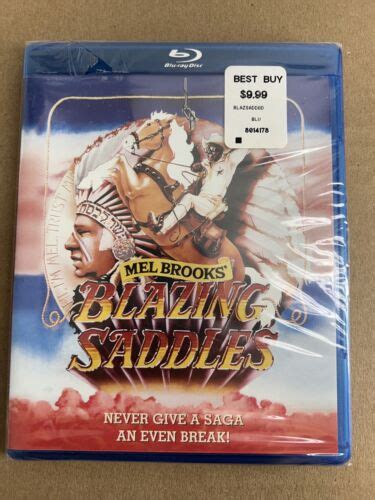 Blu-ray Disc
BEST BUY
$9.99
BLAZSADDBD
BLU
8014178
MEL BROOKS'
BLAZING
SADDLES
NEVER GIVE A SAGA
AN EVEN BREAK!